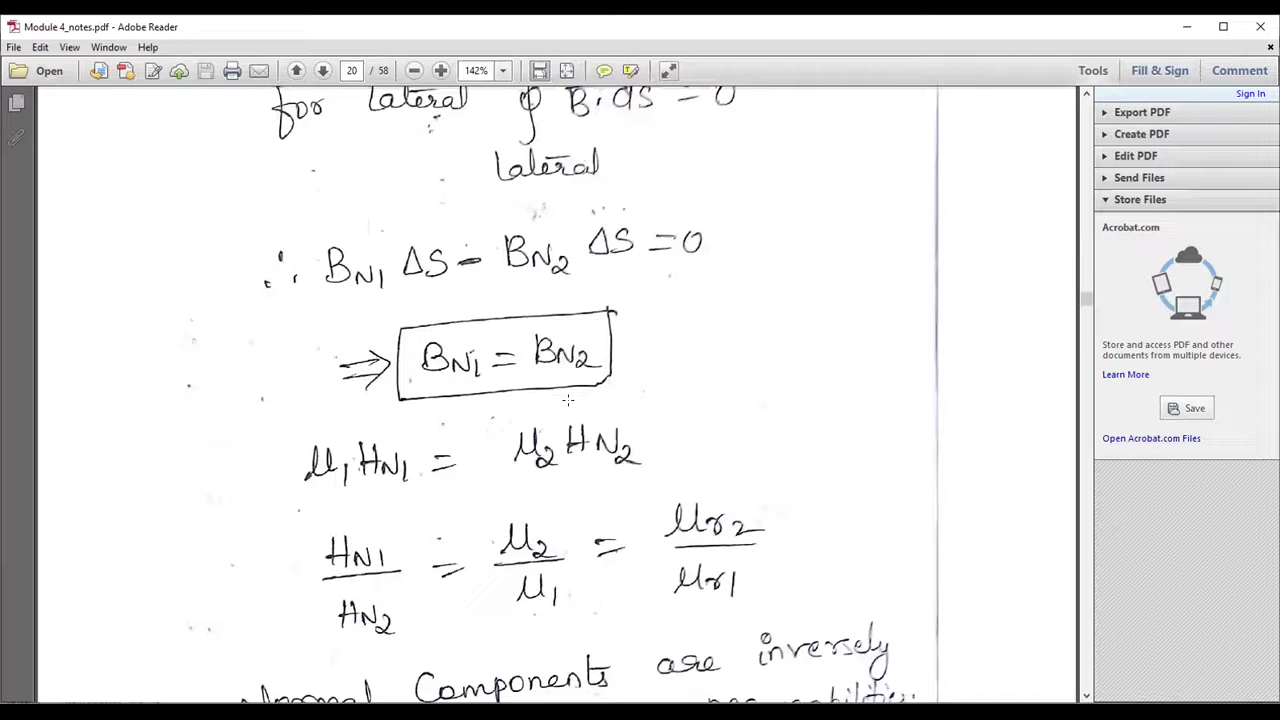 Module 4_notes.pdf - Adobe Reader
File Edit View Window Help
Open 20 / 58 142% Tools Fill & Sign Comment
Sign In
Export PDF
Create PDF
Edit PDF
Send Files
Store Files
Acrobat.com
Store and access PDF and other
documents from multiple devices.
Learn More
Save
Open Acrobat.com Files
for lateral ∮ B·dS = 0
lateral
∴ BN1 ΔS - BN2 ΔS = 0
⇒ BN1 = BN2
μ1 HN1 = μ2 HN2
HN1/HN2 = μ2/μ1 = μr2/μr1
Normal Components are inversely